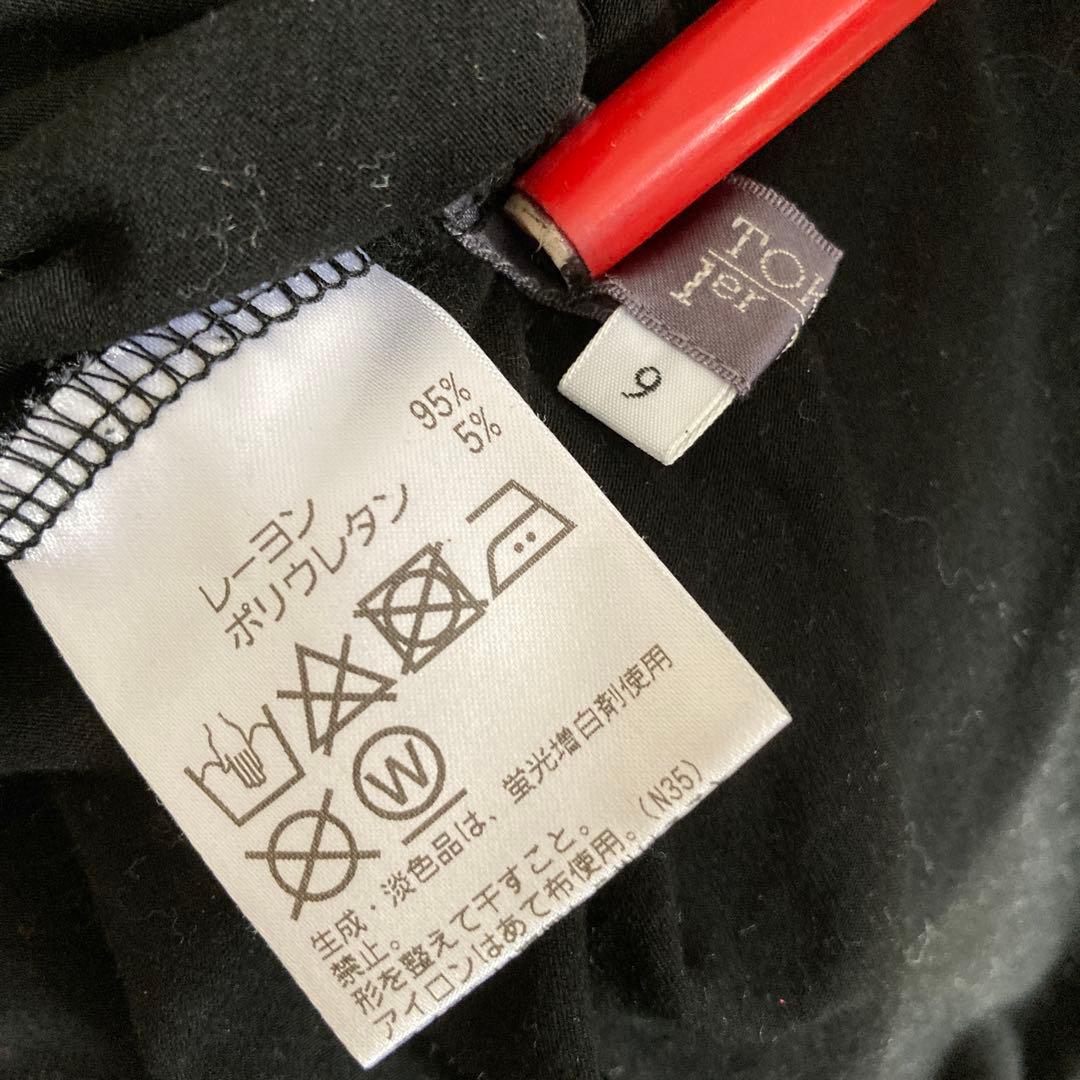 TOK
1er
9
レーヨン 95%
ポリウレタン 5%
W
生成・淡色品は、蛍光増白剤使用
禁止。
形を整えて干すこと。
アイロンはあて布使用。(N35)